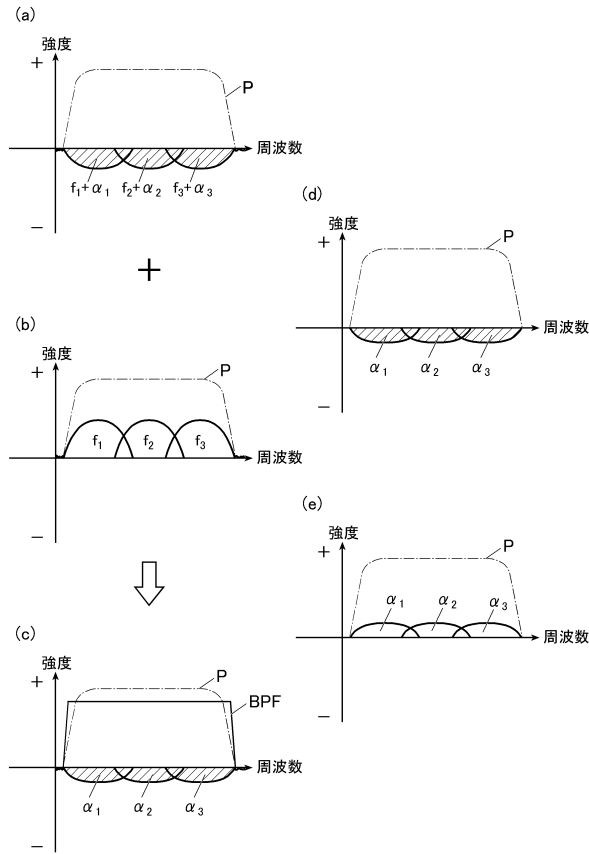 (a)
強度
+
P
周波数
f₁+α₁ f₂+α₂ f₃+α₃
−
+
(b)
強度
+
P
f₁ f₂ f₃
周波数
−
(c)
強度
+
P
BPF
周波数
α₁ α₂ α₃
−
(d)
強度
+
P
周波数
α₁ α₂ α₃
−
(e)
強度
+
P
α₁ α₂ α₃
周波数
−